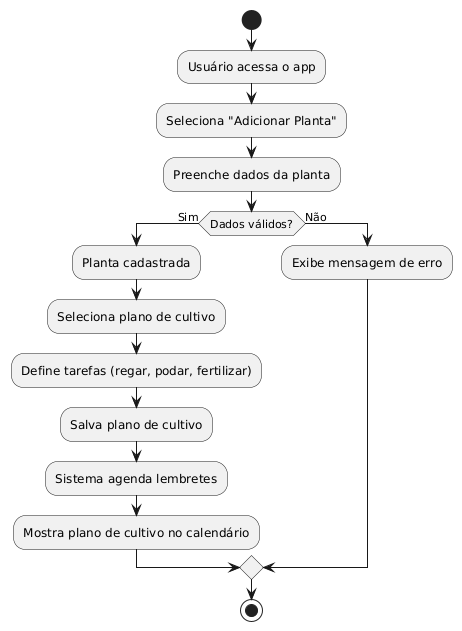 Usuário acessa o app
Seleciona "Adicionar Planta"
Preenche dados da planta
Dados válidos?
Sim
Não
Planta cadastrada
Exibe mensagem de erro
Seleciona plano de cultivo
Define tarefas (regar, podar, fertilizar)
Salva plano de cultivo
Sistema agenda lembretes
Mostra plano de cultivo no calendário